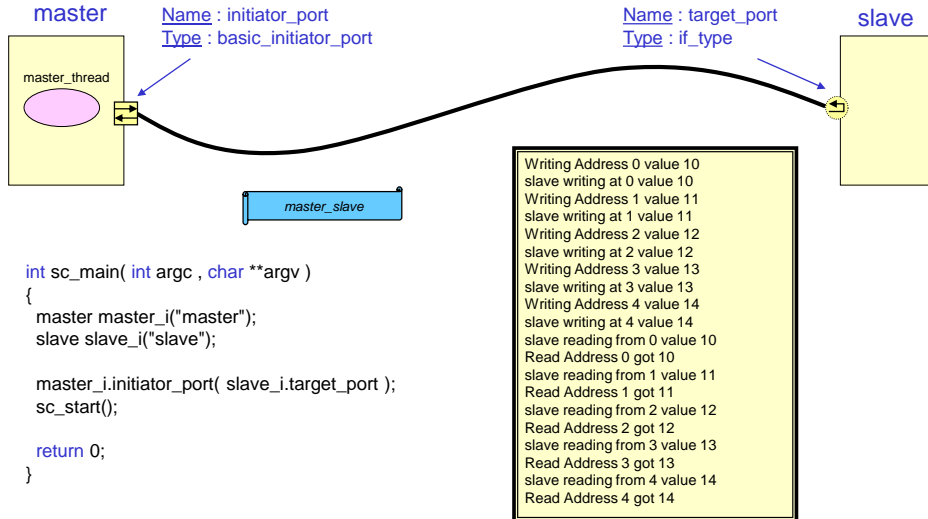 master
Name : initiator_port
Type : basic_initiator_port
Name : target_port
Type : if_type
slave
master_thread
master_slave
int sc_main( int argc , char **argv )
{
master master_i("master");
slave slave_i("slave");
master_i.initiator_port( slave_i.target_port );
sc_start();
return 0;
}
Writing Address 0 value 10
slave writing at 0 value 10
Writing Address 1 value 11
slave writing at 1 value 11
Writing Address 2 value 12
slave writing at 2 value 12
Writing Address 3 value 13
slave writing at 3 value 13
Writing Address 4 value 14
slave writing at 4 value 14
slave reading from 0 value 10
Read Address 0 got 10
slave reading from 1 value 11
Read Address 1 got 11
slave reading from 2 value 12
Read Address 2 got 12
slave reading from 3 value 13
Read Address 3 got 13
slave reading from 4 value 14
Read Address 4 got 14